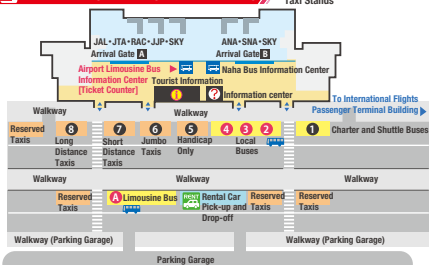 Taxi Stands
JAL・JTA・RAC・JJP・SKY
ANA・SNA・SKY
Arrival Gate A
Arrival Gate B
Airport Limousine Bus
Information Center
[Ticket Counter]
Naha Bus Information Center
Tourist Information
i
? Information center
To International Flights
Passenger Terminal Building
Walkway
Walkway
Reserved
Taxis
8
Long
Distance
Taxis
7
Short
Distance
Taxis
6
Jumbo
Taxis
5
Handicap
Only
4 3 2
Local
Buses
1
Charter and Shuttle Buses
Walkway
Walkway
Walkway
Reserved
Taxis
A Limousine Bus
RENT
Rental Car
Pick-up and
Drop-off
Reserved
Taxis
Reserved
Taxis
Walkway (Parking Garage)
Walkway (Parking Garage)
Parking Garage